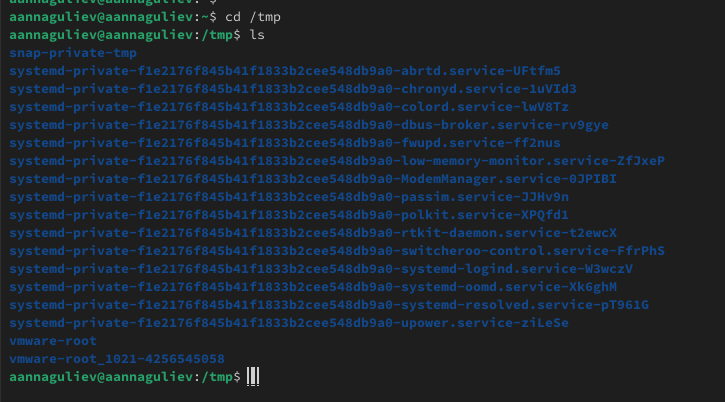 aannaguliev@aannaguliev:~$ cd /tmp
aannaguliev@aannaguliev:/tmp$ ls
snap-private-tmp
systemd-private-f1e2176f845b41f1833b2cee548db9a0-abrtd.service-UFtfm5
systemd-private-f1e2176f845b41f1833b2cee548db9a0-chronyd.service-1uVId3
systemd-private-f1e2176f845b41f1833b2cee548db9a0-colord.service-lwV8Tz
systemd-private-f1e2176f845b41f1833b2cee548db9a0-dbus-broker.service-rv9gye
systemd-private-f1e2176f845b41f1833b2cee548db9a0-fwupd.service-ff2nus
systemd-private-f1e2176f845b41f1833b2cee548db9a0-low-memory-monitor.service-ZfJxeP
systemd-private-f1e2176f845b41f1833b2cee548db9a0-ModemManager.service-0JPIBI
systemd-private-f1e2176f845b41f1833b2cee548db9a0-passim.service-JJHv9n
systemd-private-f1e2176f845b41f1833b2cee548db9a0-polkit.service-XPQfd1
systemd-private-f1e2176f845b41f1833b2cee548db9a0-rtkit-daemon.service-t2ewcX
systemd-private-f1e2176f845b41f1833b2cee548db9a0-switcheroo-control.service-FfrPhS
systemd-private-f1e2176f845b41f1833b2cee548db9a0-systemd-logind.service-W3wczV
systemd-private-f1e2176f845b41f1833b2cee548db9a0-systemd-oomd.service-Xk6ghM
systemd-private-f1e2176f845b41f1833b2cee548db9a0-systemd-resolved.service-pT961G
systemd-private-f1e2176f845b41f1833b2cee548db9a0-upower.service-ziLeSe
vmware-root
vmware-root_1021-4256545058
aannaguliev@aannaguliev:/tmp$